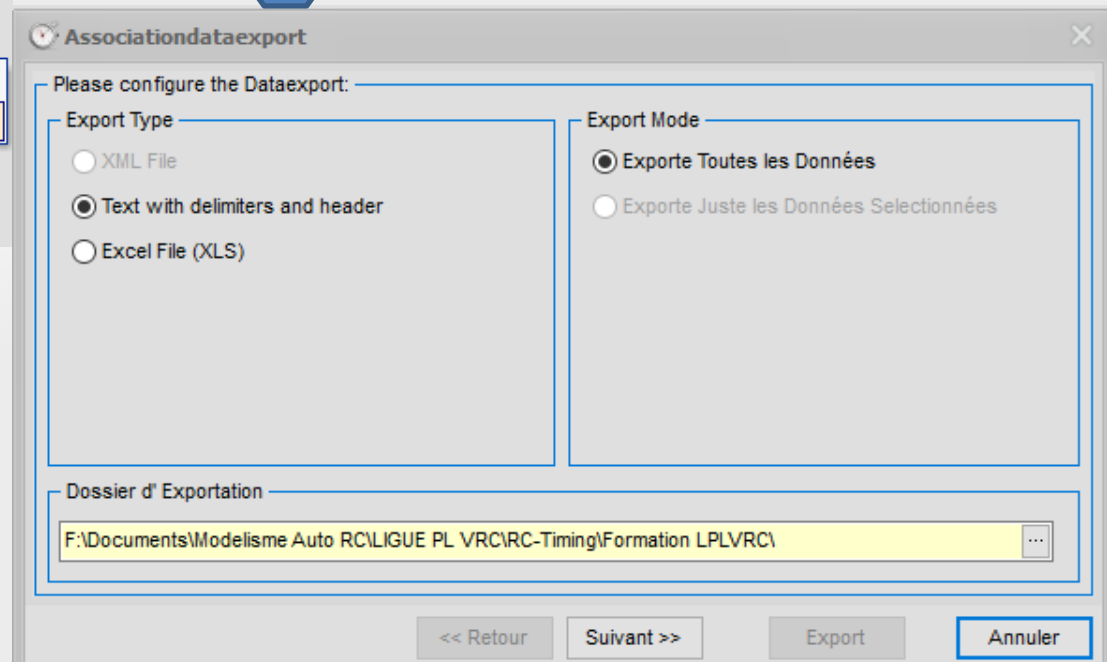 Associationdataexport
Please configure the Dataexport:
Export Type
XML File
Text with delimiters and header
Excel File (XLS)
Export Mode
Exporte Toutes les Données
Exporte Juste les Données Selectionnées
Dossier d' Exportation
F:\Documents\Modelisme Auto RC\LIGUE PL VRC\RC-Timing\Formation LPLVRC\
...
<< Retour
Suivant >>
Export
Annuler